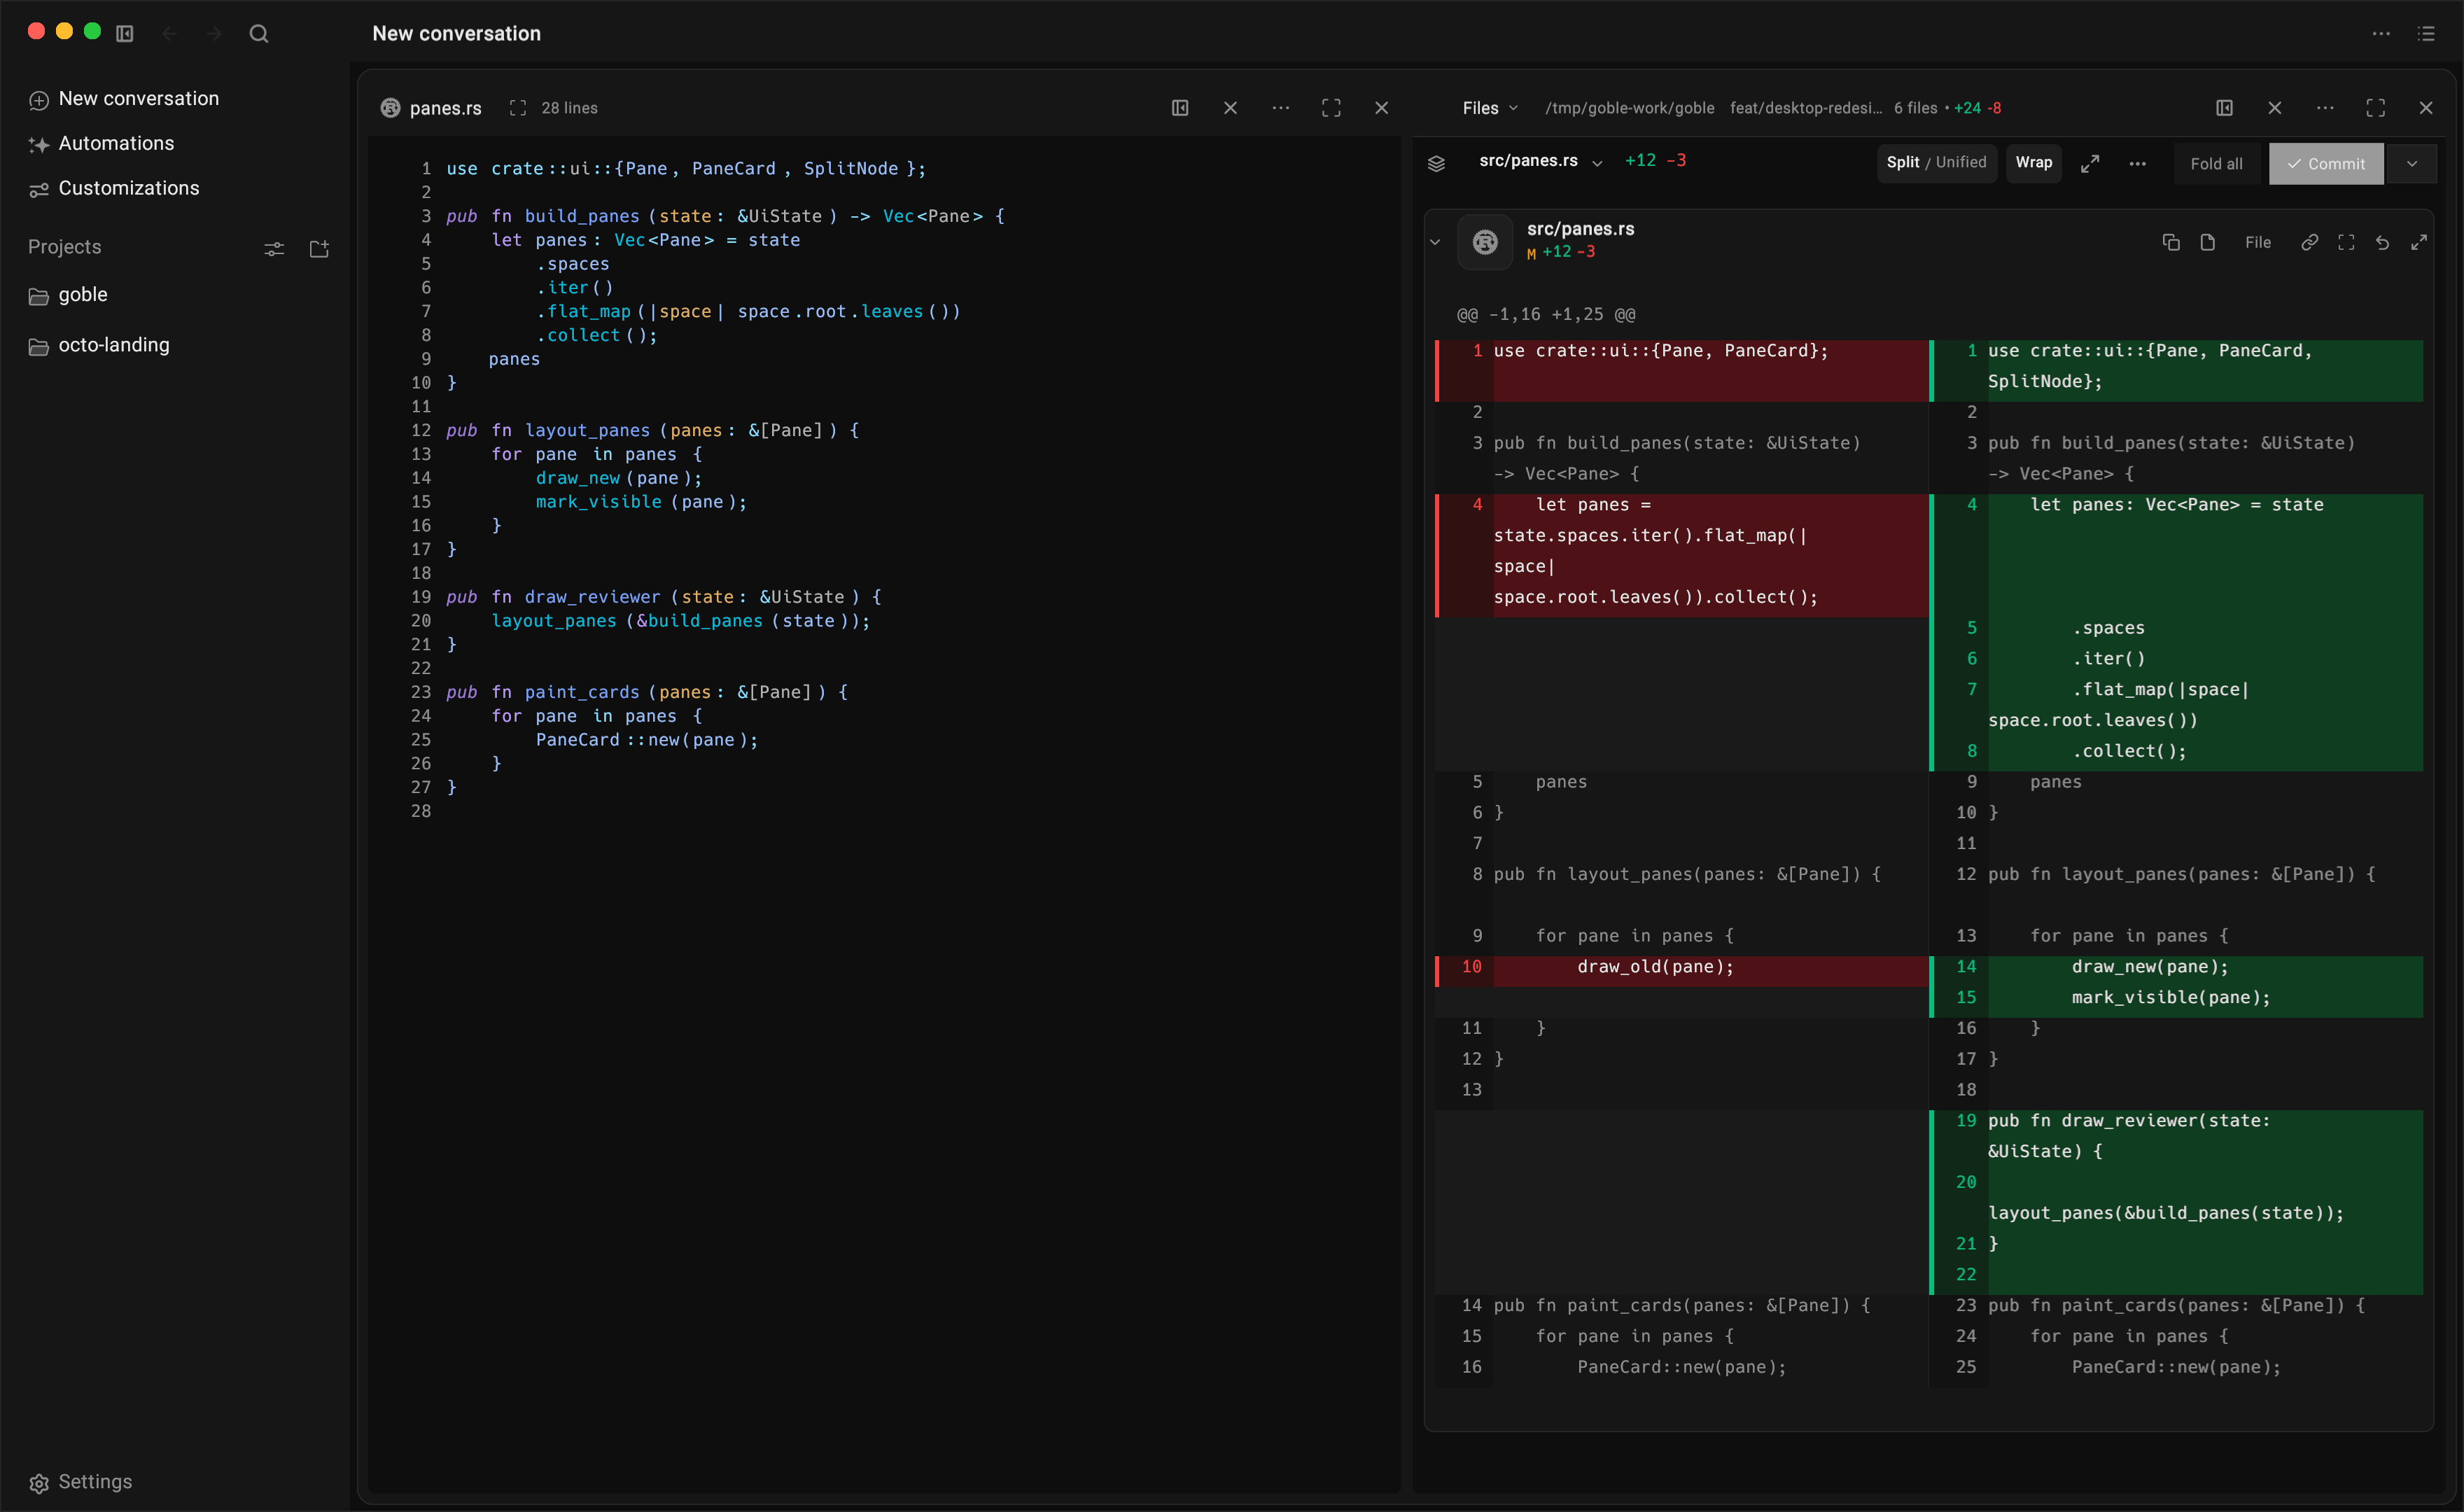 New conversation
New conversation
Automations
Customizations
Projects
goble
octo-landing
Settings
panes.rs 28 lines
1 use crate::ui::{Pane, PaneCard, SplitNode};
2
3 pub fn build_panes(state: &UiState) -> Vec<Pane> {
4     let panes: Vec<Pane> = state
5         .spaces
6         .iter()
7         .flat_map(|space| space.root.leaves())
8         .collect();
9     panes
10 }
11
12 pub fn layout_panes(panes: &[Pane]) {
13     for pane in panes {
14         draw_new(pane);
15         mark_visible(pane);
16     }
17 }
18
19 pub fn draw_reviewer(state: &UiState) {
20     layout_panes(&build_panes(state));
21 }
22
23 pub fn paint_cards(panes: &[Pane]) {
24     for pane in panes {
25         PaneCard::new(pane);
26     }
27 }
28
Files /tmp/goble-work/goble feat/desktop-redesi... 6 files • +24 -8
src/panes.rs +12 -3 Split / Unified Wrap Fold all Commit
src/panes.rs
M +12 -3 File
@@ -1,16 +1,25 @@
1 use crate::ui::{Pane, PaneCard};
2
3 pub fn build_panes(state: &UiState)
-> Vec<Pane> {
4     let panes =
state.spaces.iter().flat_map(|
space|
space.root.leaves()).collect();
5     panes
6 }
7
8 pub fn layout_panes(panes: &[Pane]) {
9     for pane in panes {
10         draw_old(pane);
11     }
12 }
13
14 pub fn paint_cards(panes: &[Pane]) {
15     for pane in panes {
16         PaneCard::new(pane);
1 use crate::ui::{Pane, PaneCard,
SplitNode};
2
3 pub fn build_panes(state: &UiState)
-> Vec<Pane> {
4     let panes: Vec<Pane> = state
5         .spaces
6         .iter()
7         .flat_map(|space|
space.root.leaves())
8         .collect();
9     panes
10 }
11
12 pub fn layout_panes(panes: &[Pane]) {
13     for pane in panes {
14         draw_new(pane);
15         mark_visible(pane);
16     }
17 }
18
19 pub fn draw_reviewer(state:
&UiState) {
20
layout_panes(&build_panes(state));
21 }
22
23 pub fn paint_cards(panes: &[Pane]) {
24     for pane in panes {
25         PaneCard::new(pane);